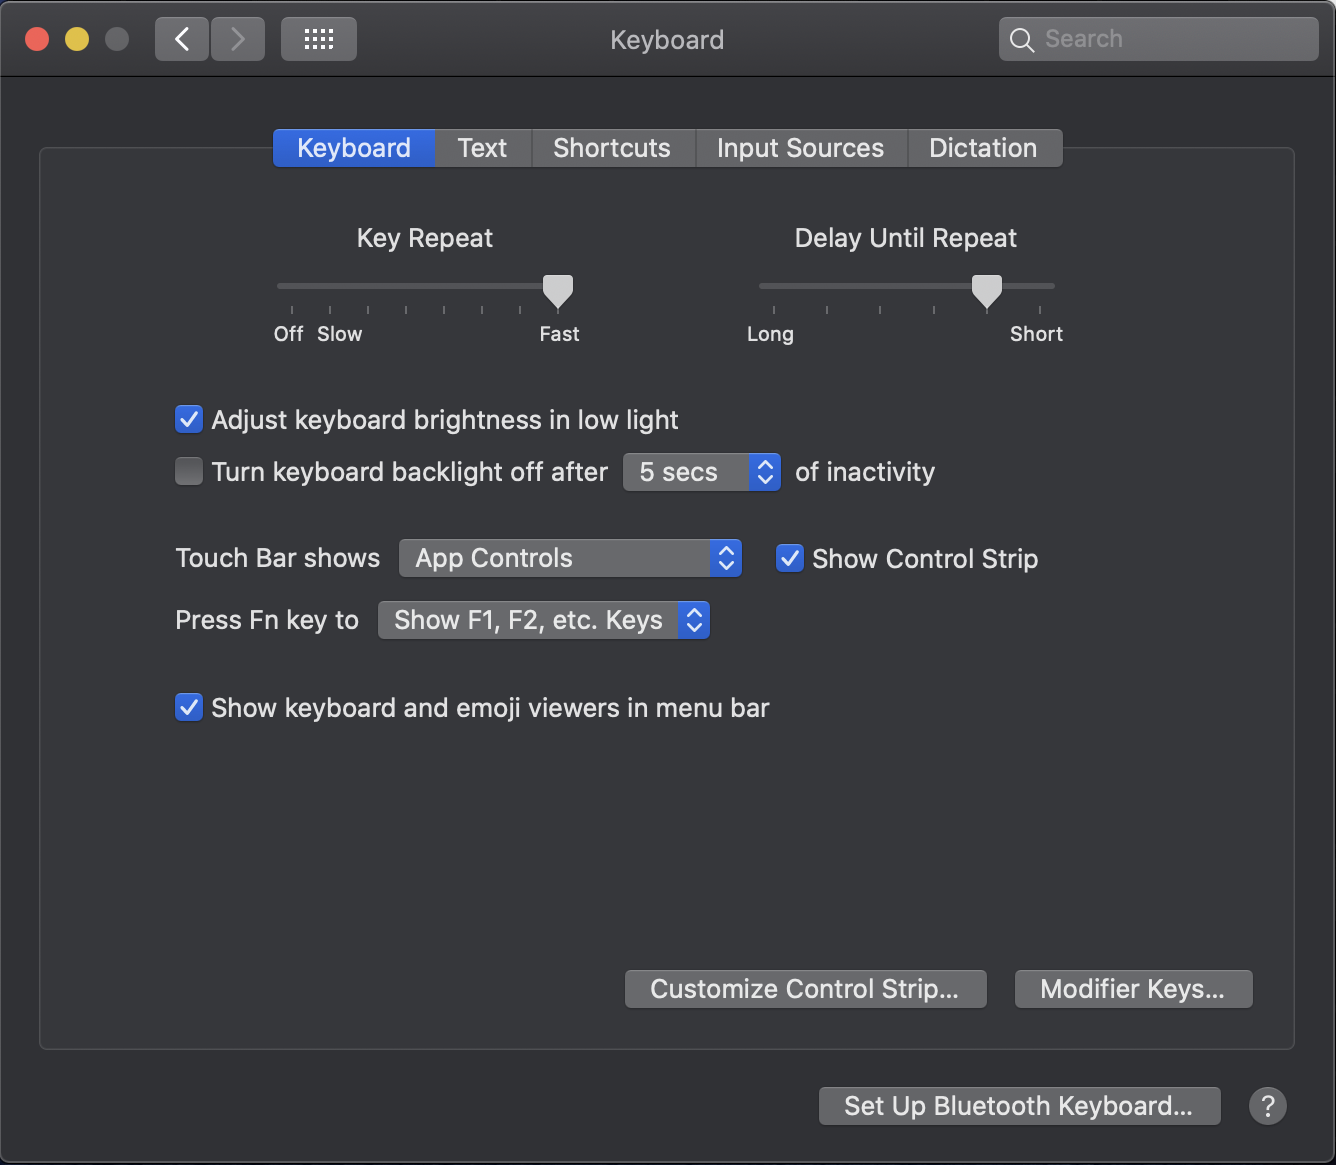 Keyboard
Search
Keyboard Text Shortcuts Input Sources Dictation
Key Repeat Delay Until Repeat
Off Slow Fast Long Short
Adjust keyboard brightness in low light
Turn keyboard backlight off after 5 secs of inactivity
Touch Bar shows App Controls Show Control Strip
Press Fn key to Show F1, F2, etc. Keys
Show keyboard and emoji viewers in menu bar
Customize Control Strip... Modifier Keys...
Set Up Bluetooth Keyboard... ?